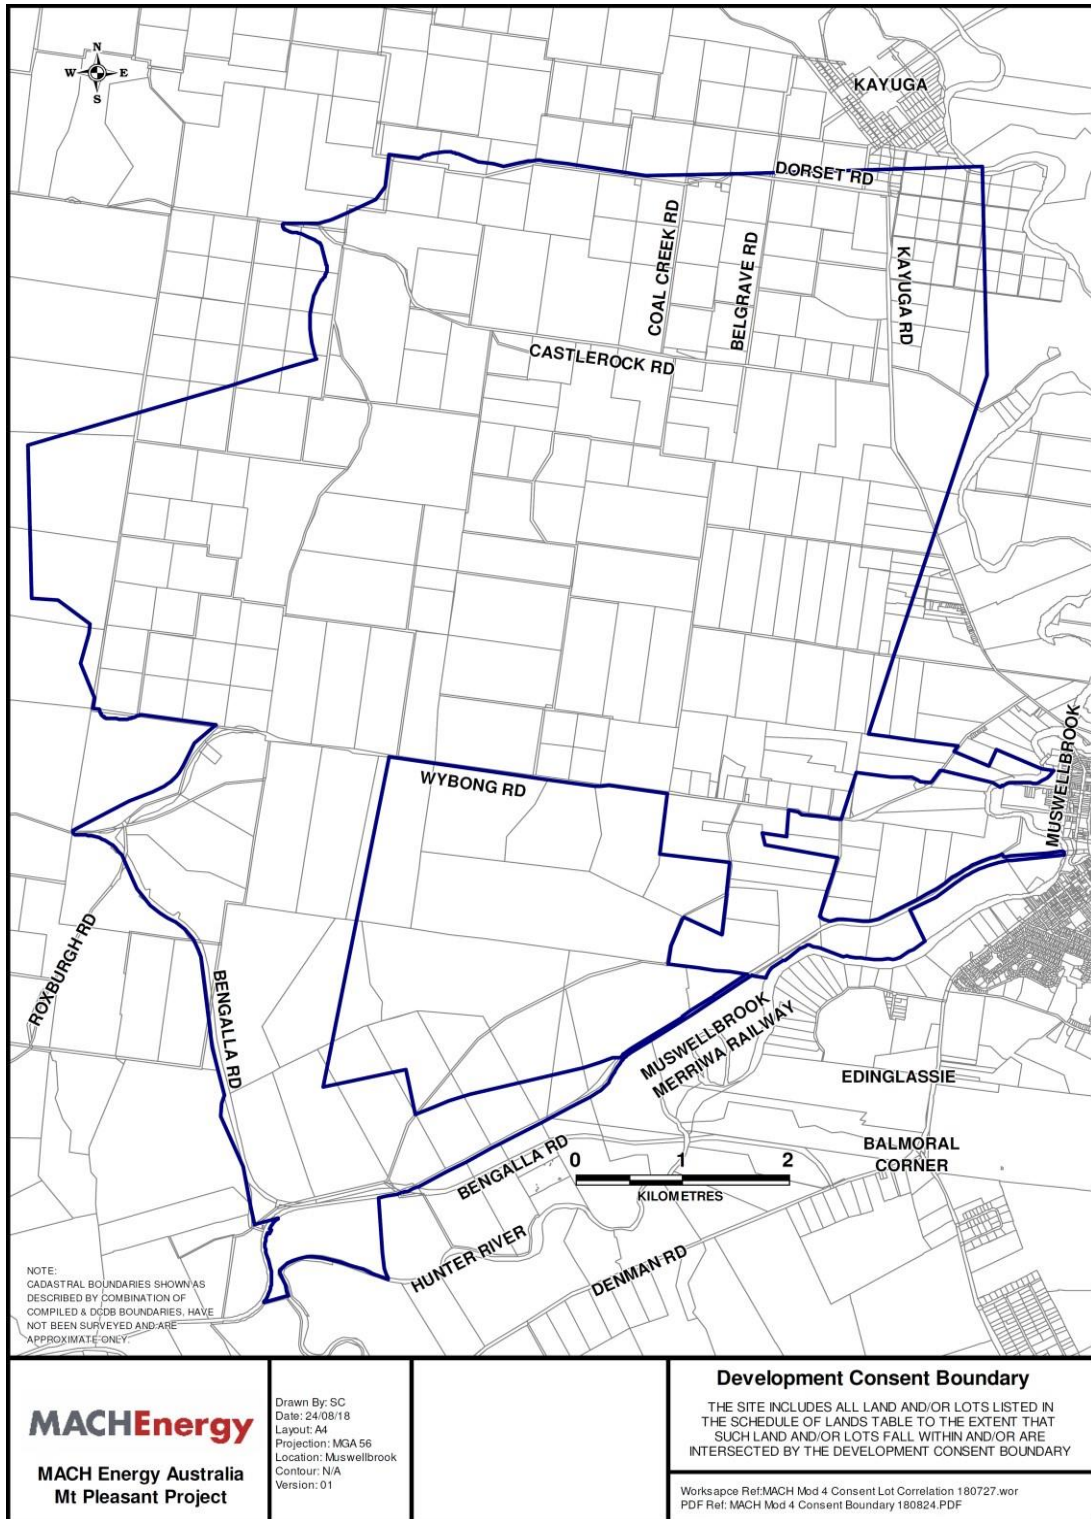 N
W E
S
KAYUGA
DORSET RD
COAL CREEK RD
BELGRAVE RD
KAYUGA RD
CASTLEROCK RD
MUSWELLBROOK
WYBONG RD
ROXBURGH RD
BENGALLA RD
MUSWELLBROOK
MERRIWA RAILWAY
EDINGLASSIE
BALMORAL
CORNER
BENGALLA RD
0 1 2
KILOMETRES
HUNTER RIVER
DENMAN RD
NOTE:
CADASTRAL BOUNDARIES SHOWN AS
DESCRIBED BY COMBINATION OF
COMPILED & DCDB BOUNDARIES, HAVE
NOT BEEN SURVEYED AND ARE
APPROXIMATE ONLY.
MACHEnergy
MACH Energy Australia
Mt Pleasant Project
Drawn By: SC
Date: 24/08/18
Layout: A4
Projection: MGA 56
Location: Muswellbrook
Contour: N/A
Version: 01
Development Consent Boundary
THE SITE INCLUDES ALL LAND AND/OR LOTS LISTED IN
THE SCHEDULE OF LANDS TABLE TO THE EXTENT THAT
SUCH LAND AND/OR LOTS FALL WITHIN AND/OR ARE
INTERSECTED BY THE DEVELOPMENT CONSENT BOUNDARY
Worksapce Ref:MACH Mod 4 Consent Lot Correlation 180727.wor
PDF Ref: MACH Mod 4 Consent Boundary 180824.PDF